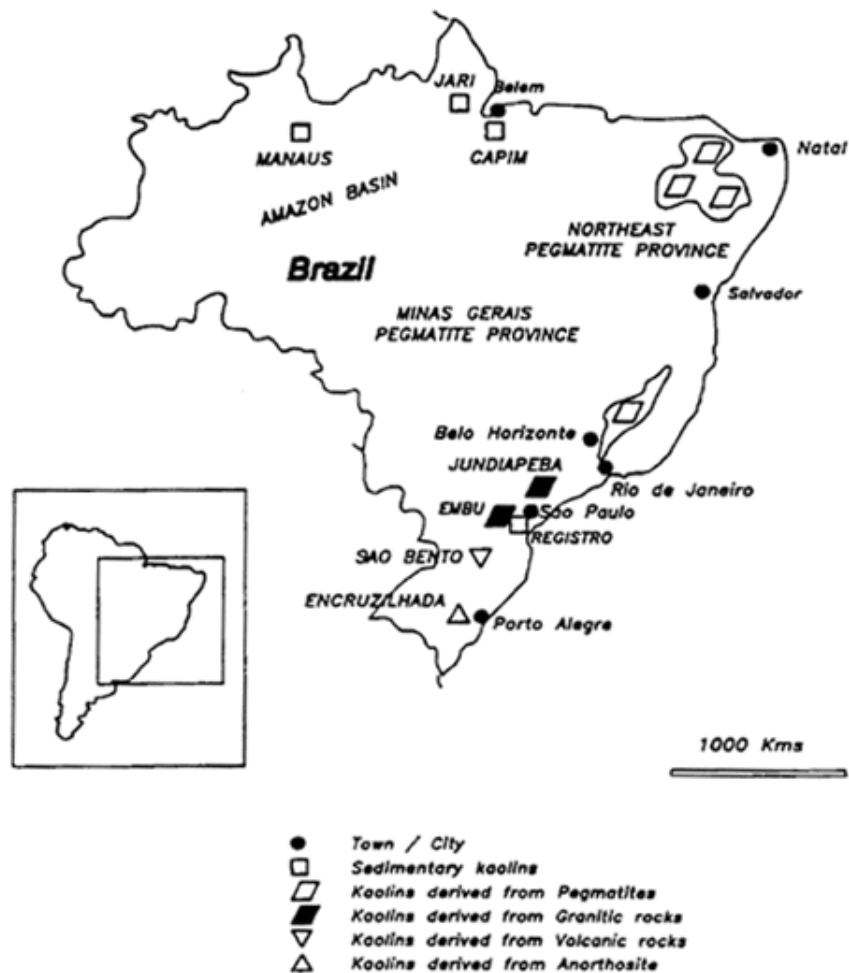 JARI
Belem
MANAUS
CAPIM
Natal
AMAZON BASIN
NORTHEAST
PEGMATITE PROVINCE
Brazil
Salvador
MINAS GERAIS
PEGMATITE PROVINCE
Belo Horizonte
JUNDIAPEBA
Rio de Janeiro
EMBU
São Paulo
REGISTRO
SAO BENTO
ENCRUZILHADA
Porto Alegre
1000 Kms
Town / City
Sedimentary kaolins
Kaolins derived from Pegmatites
Kaolins derived from Granitic rocks
Kaolins derived from Volcanic rocks
Kaolins derived from Anorthosite